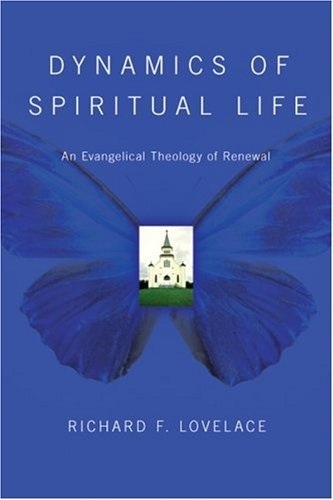 DYNAMICS OF
SPIRITUAL LIFE
An Evangelical Theology of Renewal
RICHARD F. LOVELACE